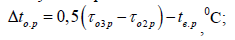 Δt_{о.р} = 0,5(τ_{о3р} − τ_{о2р}) − t_{в.р} ,⁰C;